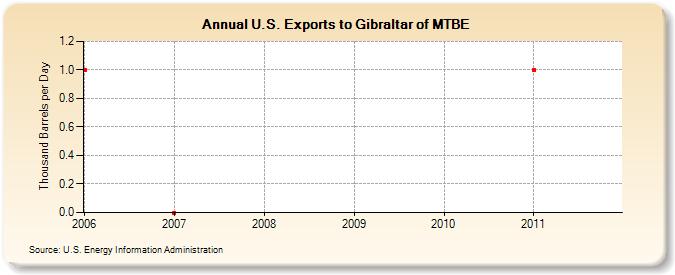 Annual U.S. Exports to Gibraltar of MTBE
Thousand Barrels per Day
1.2
1.0
0.8
0.6
0.4
0.2
0.0
2006 2007 2008 2009 2010 2011
Source: U.S. Energy Information Administration